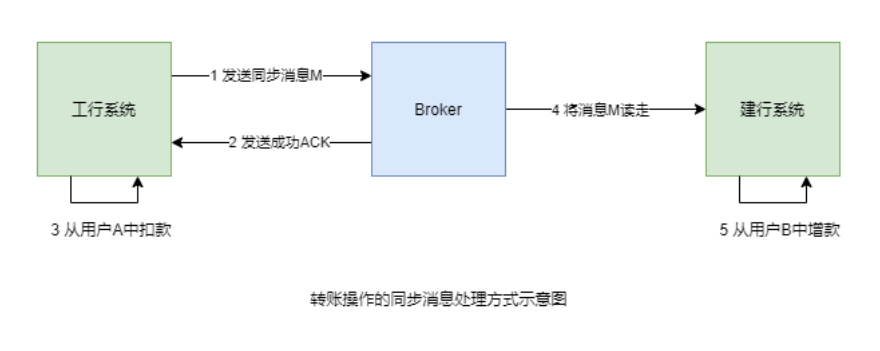 1 发送同步消息M
工行系统
Broker
4 将消息M读走
建行系统
2 发送成功ACK
3 从用户A中扣款
5 从用户B中增款
转账操作的同步消息处理方式示意图